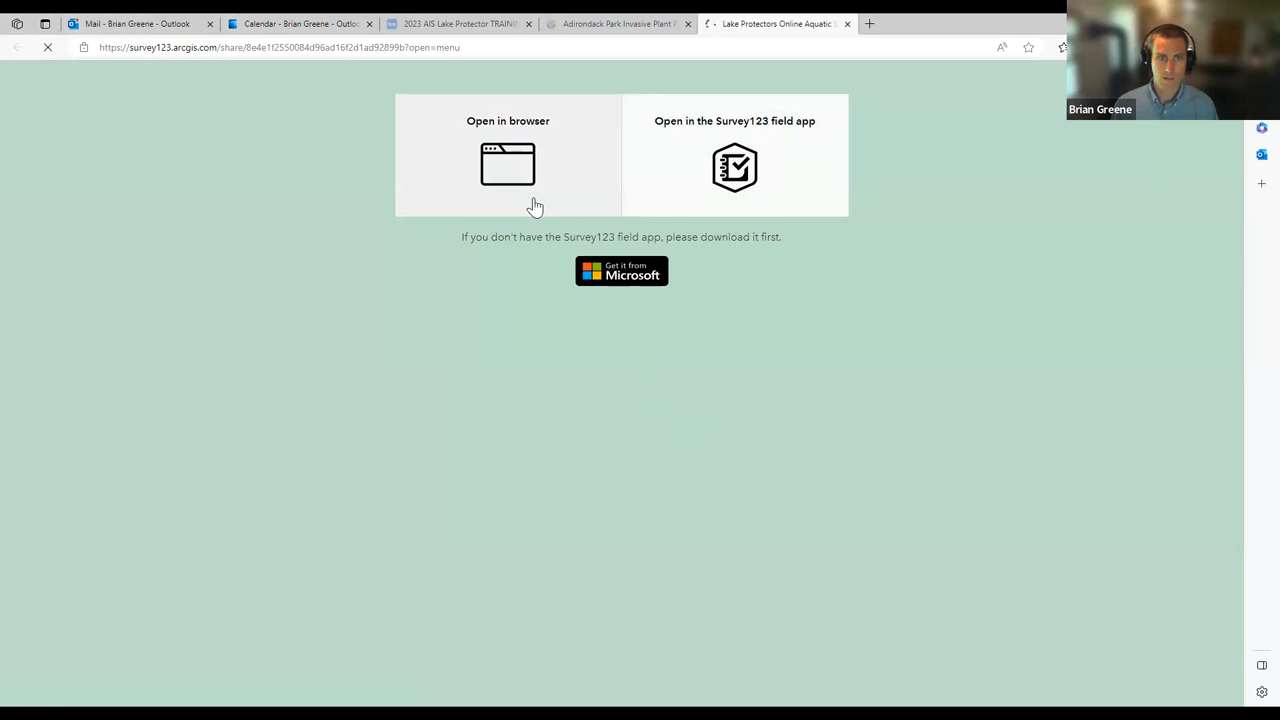 Mail - Brian Greene - Outlook
Calendar - Brian Greene - Outloo
2023 AIS Lake Protector TRAININ
Adirondack Park Invasive Plant P
Lake Protectors Online Aquatic S
https://survey123.arcgis.com/share/8e4e1f2550084d96ad16f2d1ad92899b?open=menu
Brian Greene
Open in browser
Open in the Survey123 field app
If you don't have the Survey123 field app, please download it first.
Get it from
Microsoft